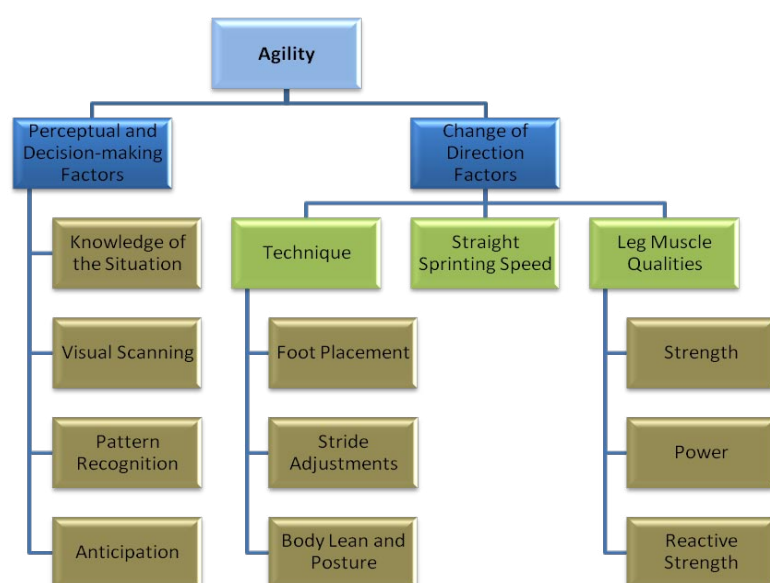 Agility
Perceptual and
Decision-making
Factors
Change of
Direction
Factors
Knowledge of
the Situation
Technique
Straight
Sprinting Speed
Leg Muscle
Qualities
Visual Scanning
Foot Placement
Strength
Pattern
Recognition
Stride
Adjustments
Power
Anticipation
Body Lean and
Posture
Reactive
Strength